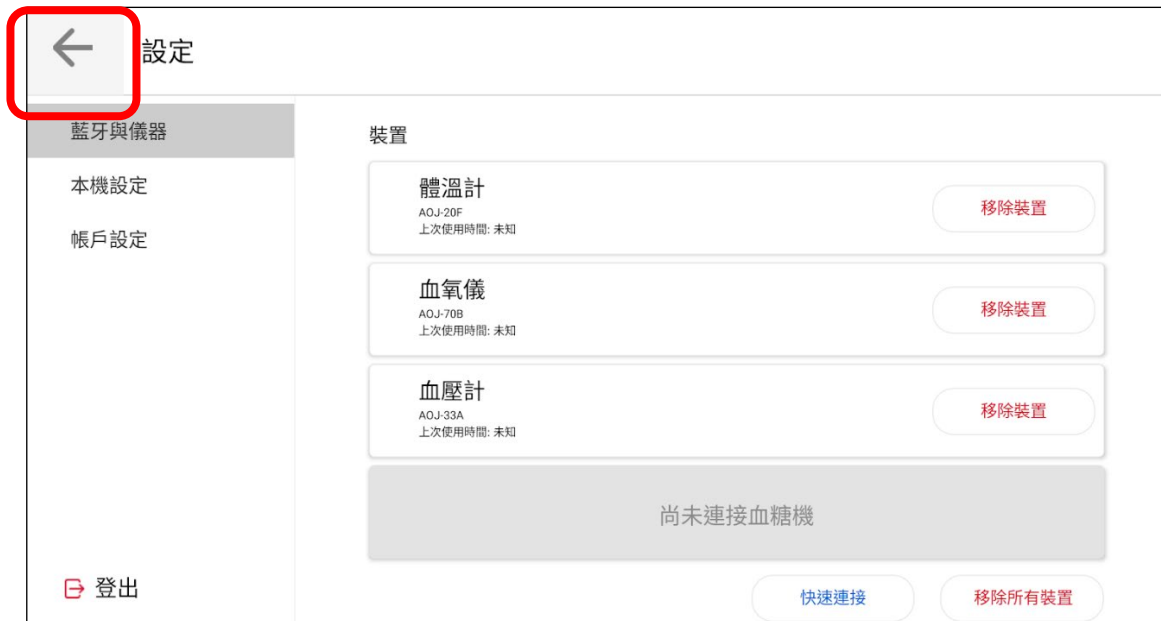 設定
藍牙與儀器
本機設定
帳戶設定
登出
裝置
體溫計
AOJ-20F
上次使用時間: 未知
移除裝置
血氧儀
AOJ-70B
上次使用時間: 未知
移除裝置
血壓計
AOJ-33A
上次使用時間: 未知
移除裝置
尚未連接血糖機
快速連接
移除所有裝置